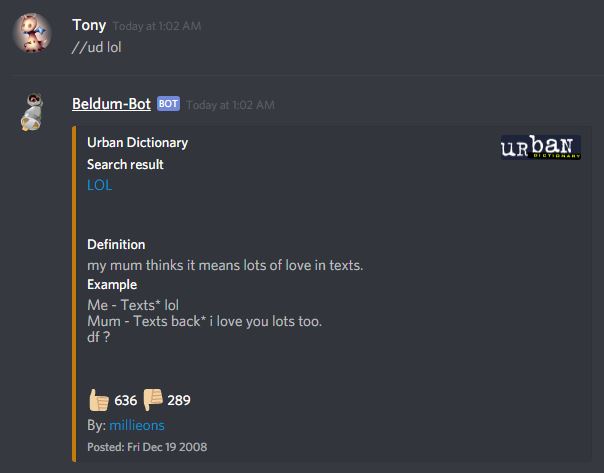 Tony Today at 1:02 AM
//ud lol
Beldum-Bot BOT Today at 1:02 AM
Urban Dictionary
urban
DICTIONARY
Search result
LOL
Definition
my mum thinks it means lots of love in texts.
Example
Me - Texts* lol
Mum - Texts back* i love you lots too.
df ?
636 289
By: millieons
Posted: Fri Dec 19 2008